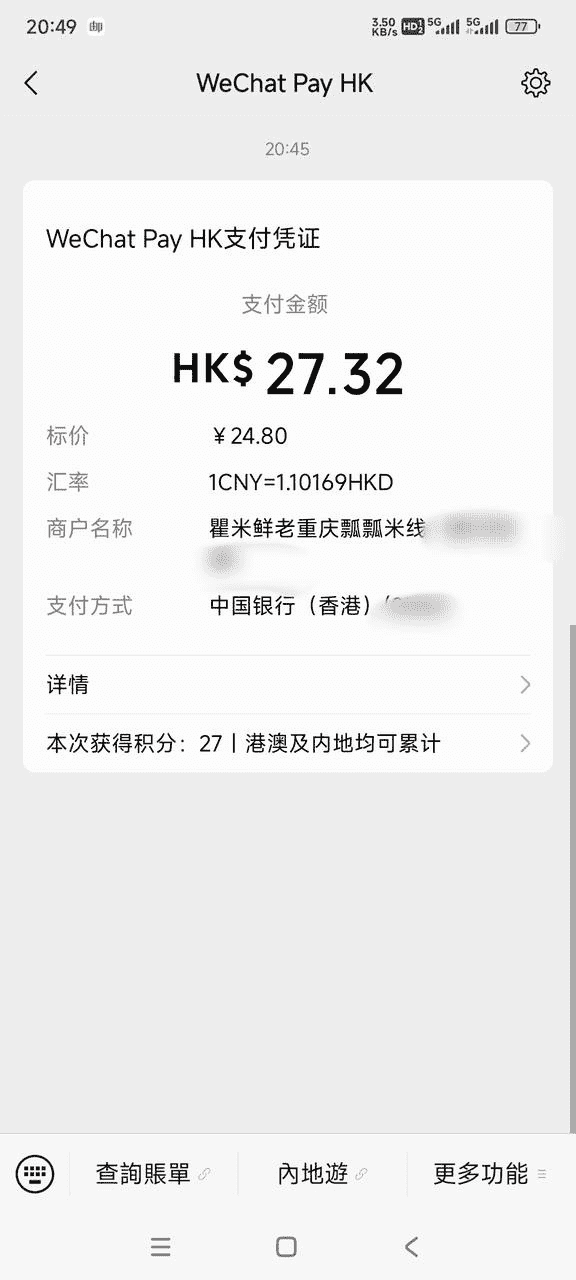 20:49
3.50 KB/s HD 5G 5G 77
WeChat Pay HK
20:45
WeChat Pay HK支付凭证
支付金额
HK$ 27.32
标价 ￥24.80
汇率 1CNY=1.10169HKD
商户名称 瞿米鲜老重庆瓢瓢米线
支付方式 中国银行（香港）
详情
本次获得积分：27丨港澳及内地均可累计
查詢賬單 內地遊 更多功能